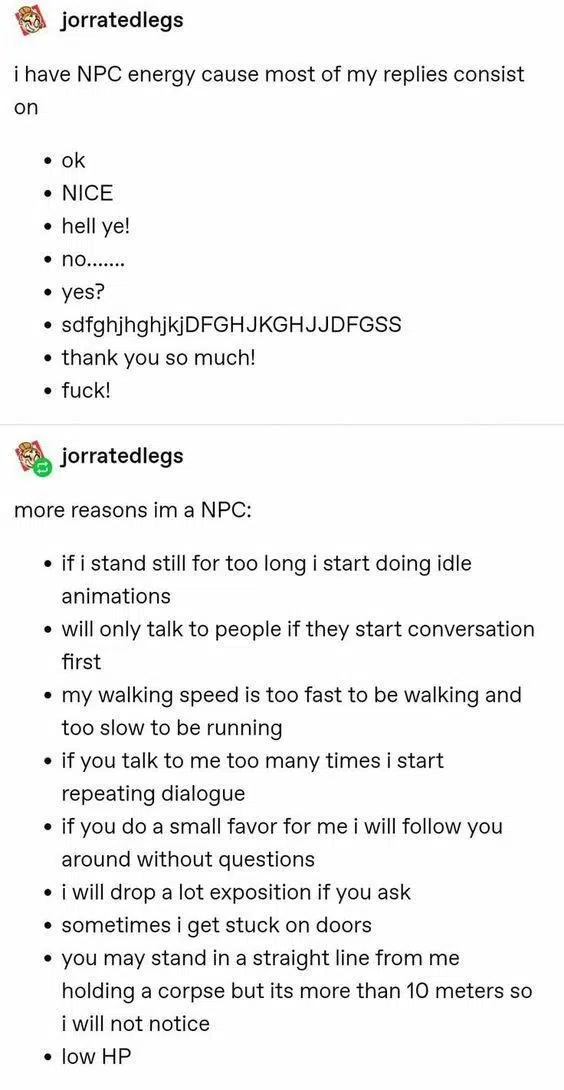 jorratedlegs
i have NPC energy cause most of my replies consist
on
• ok
• NICE
• hell ye!
• no.......
• yes?
• sdfghjhghjkjDFGHJKGHJJDFGSS
• thank you so much!
• fuck!
jorratedlegs
more reasons im a NPC:
• if i stand still for too long i start doing idle
animations
• will only talk to people if they start conversation
first
• my walking speed is too fast to be walking and
too slow to be running
• if you talk to me too many times i start
repeating dialogue
• if you do a small favor for me i will follow you
around without questions
• i will drop a lot exposition if you ask
• sometimes i get stuck on doors
• you may stand in a straight line from me
holding a corpse but its more than 10 meters so
i will not notice
• low HP